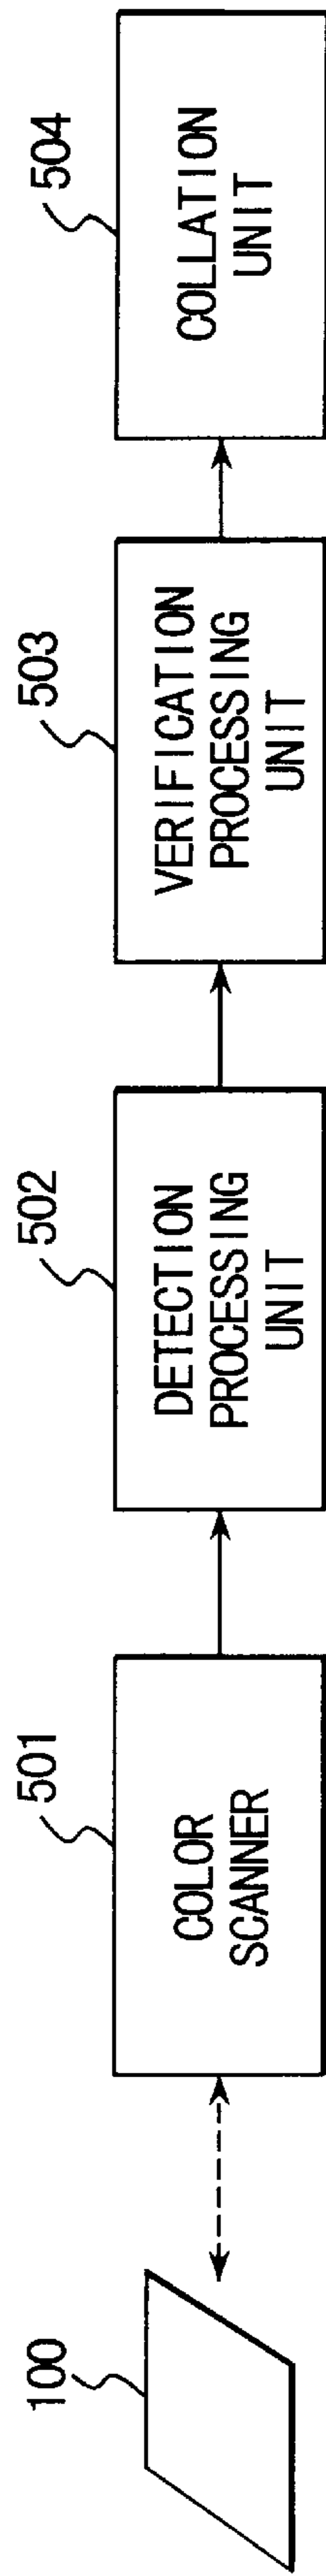 100
501
COLOR
SCANNER
502
DETECTION
PROCESSING
UNIT
503
VERIFICATION
PROCESSING
UNIT
504
COLLATION
UNIT